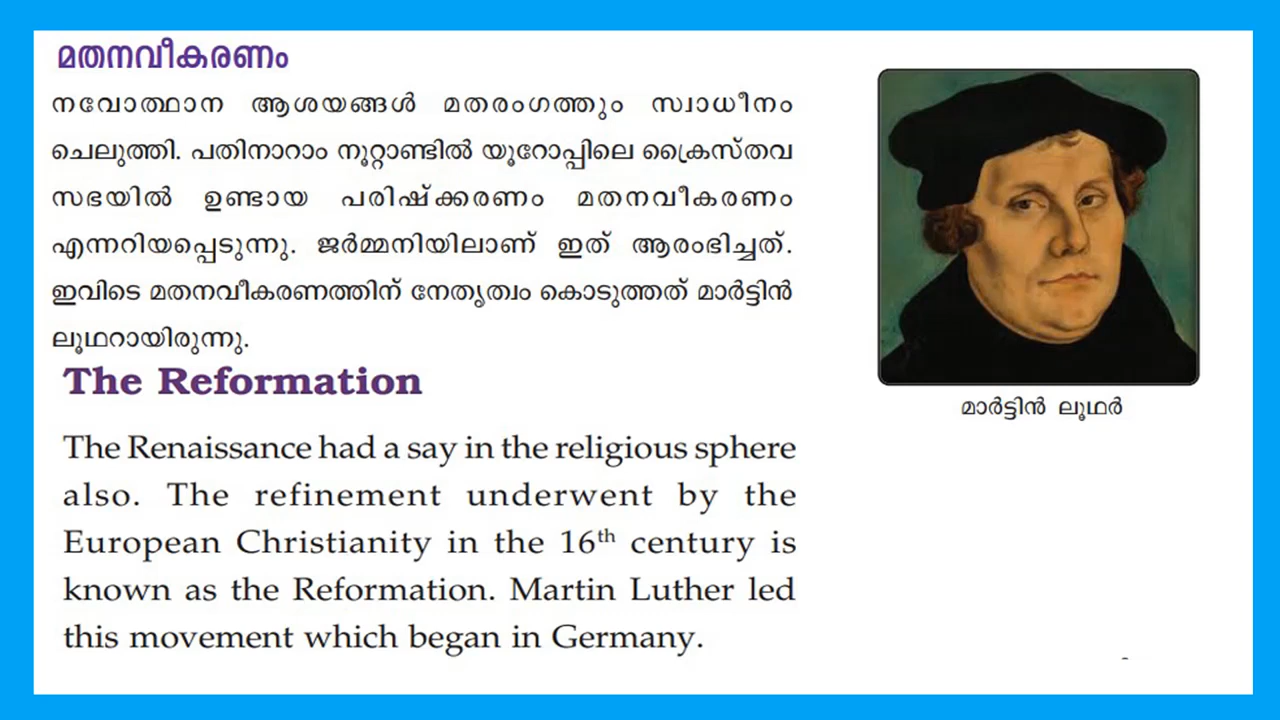 മതനവീകരണം
നവോത്ഥാന ആശയങ്ങൾ മതരംഗത്തും സ്വാധീനം
ചെലുത്തി. പതിനാറാം നൂറ്റാണ്ടിൽ യൂറോപ്പിലെ ക്രൈസ്തവ
സഭയിൽ ഉണ്ടായ പരിഷ്ക്കരണം മതനവീകരണം
എന്നറിയപ്പെടുന്നു. ജർമ്മനിയിലാണ് ഇത് ആരംഭിച്ചത്.
ഇവിടെ മതനവീകരണത്തിന് നേതൃത്വം കൊടുത്തത് മാർട്ടിൻ
ലൂഥറായിരുന്നു.
The Reformation
The Renaissance had a say in the religious sphere
also. The refinement underwent by the
European Christianity in the 16th century is
known as the Reformation. Martin Luther led
this movement which began in Germany.
മാർട്ടിൻ ലൂഥർ